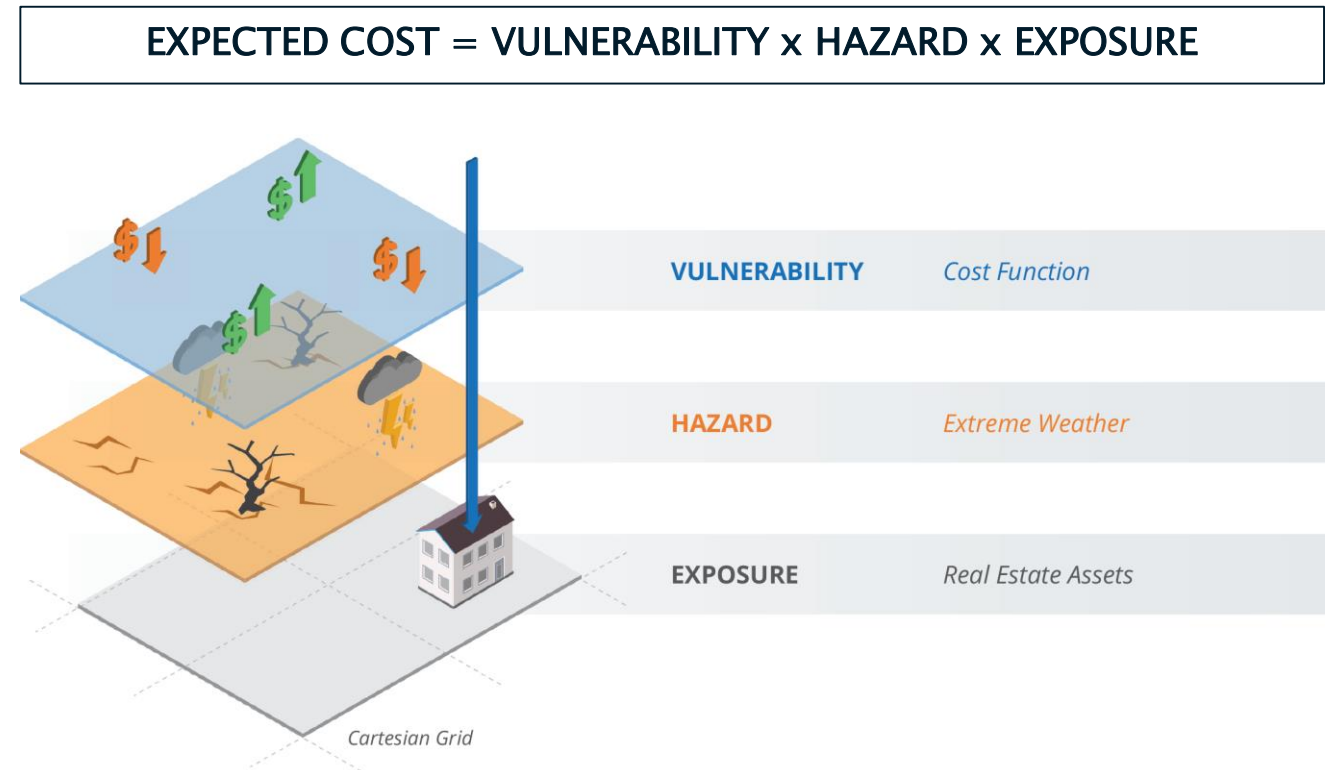 EXPECTED COST = VULNERABILITY x HAZARD x EXPOSURE
$
$
$
$
VULNERABILITY Cost Function
HAZARD Extreme Weather
EXPOSURE Real Estate Assets
Cartesian Grid